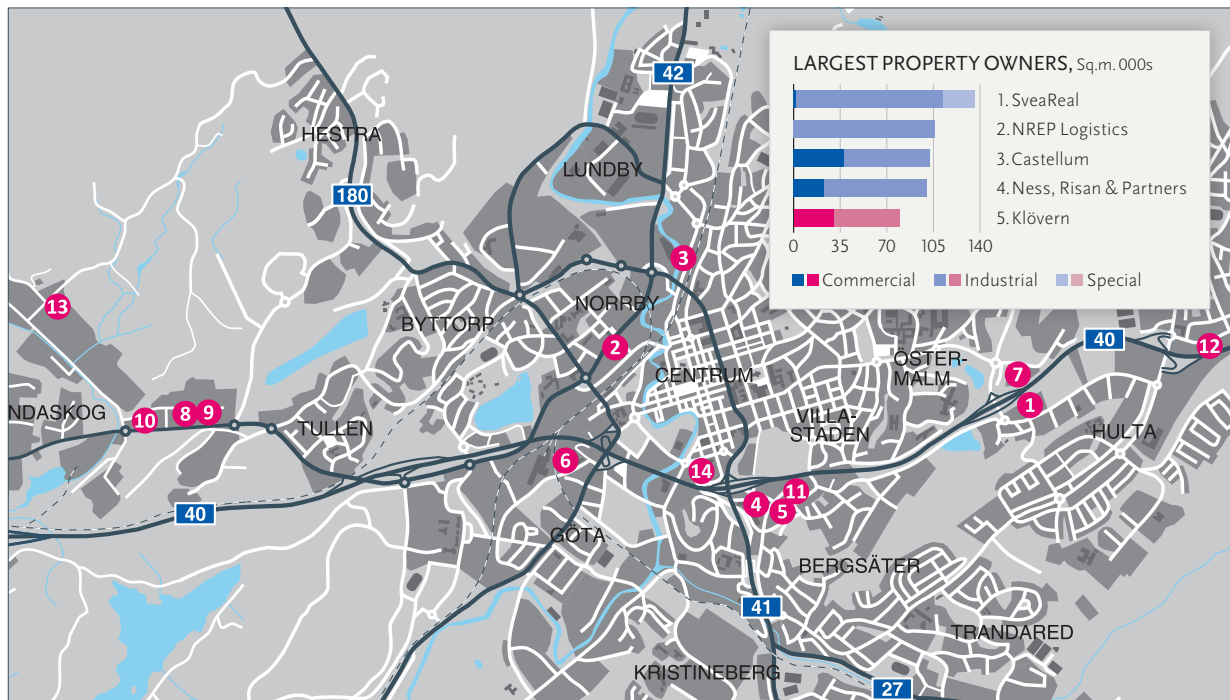 42
HESTRA
LUNDBY
180
3
13
NORRBY
BYTTORP
2
CENTRUM
40
12
ÖSTER-
MALM
7
1
NDASKOG
10
8
9
TULLEN
VILLA-
STADEN
HULTA
6
14
11
4
5
40
GÖTA
BERGSÄTER
41
TRANDARED
KRISTINEBERG
27
LARGEST PROPERTY OWNERS, Sq.m. 000s
1. SveaReal
2. NREP Logistics
3. Castellum
4. Ness, Risan & Partners
5. Klövern
0 35 70 105 140
Commercial Industrial Special